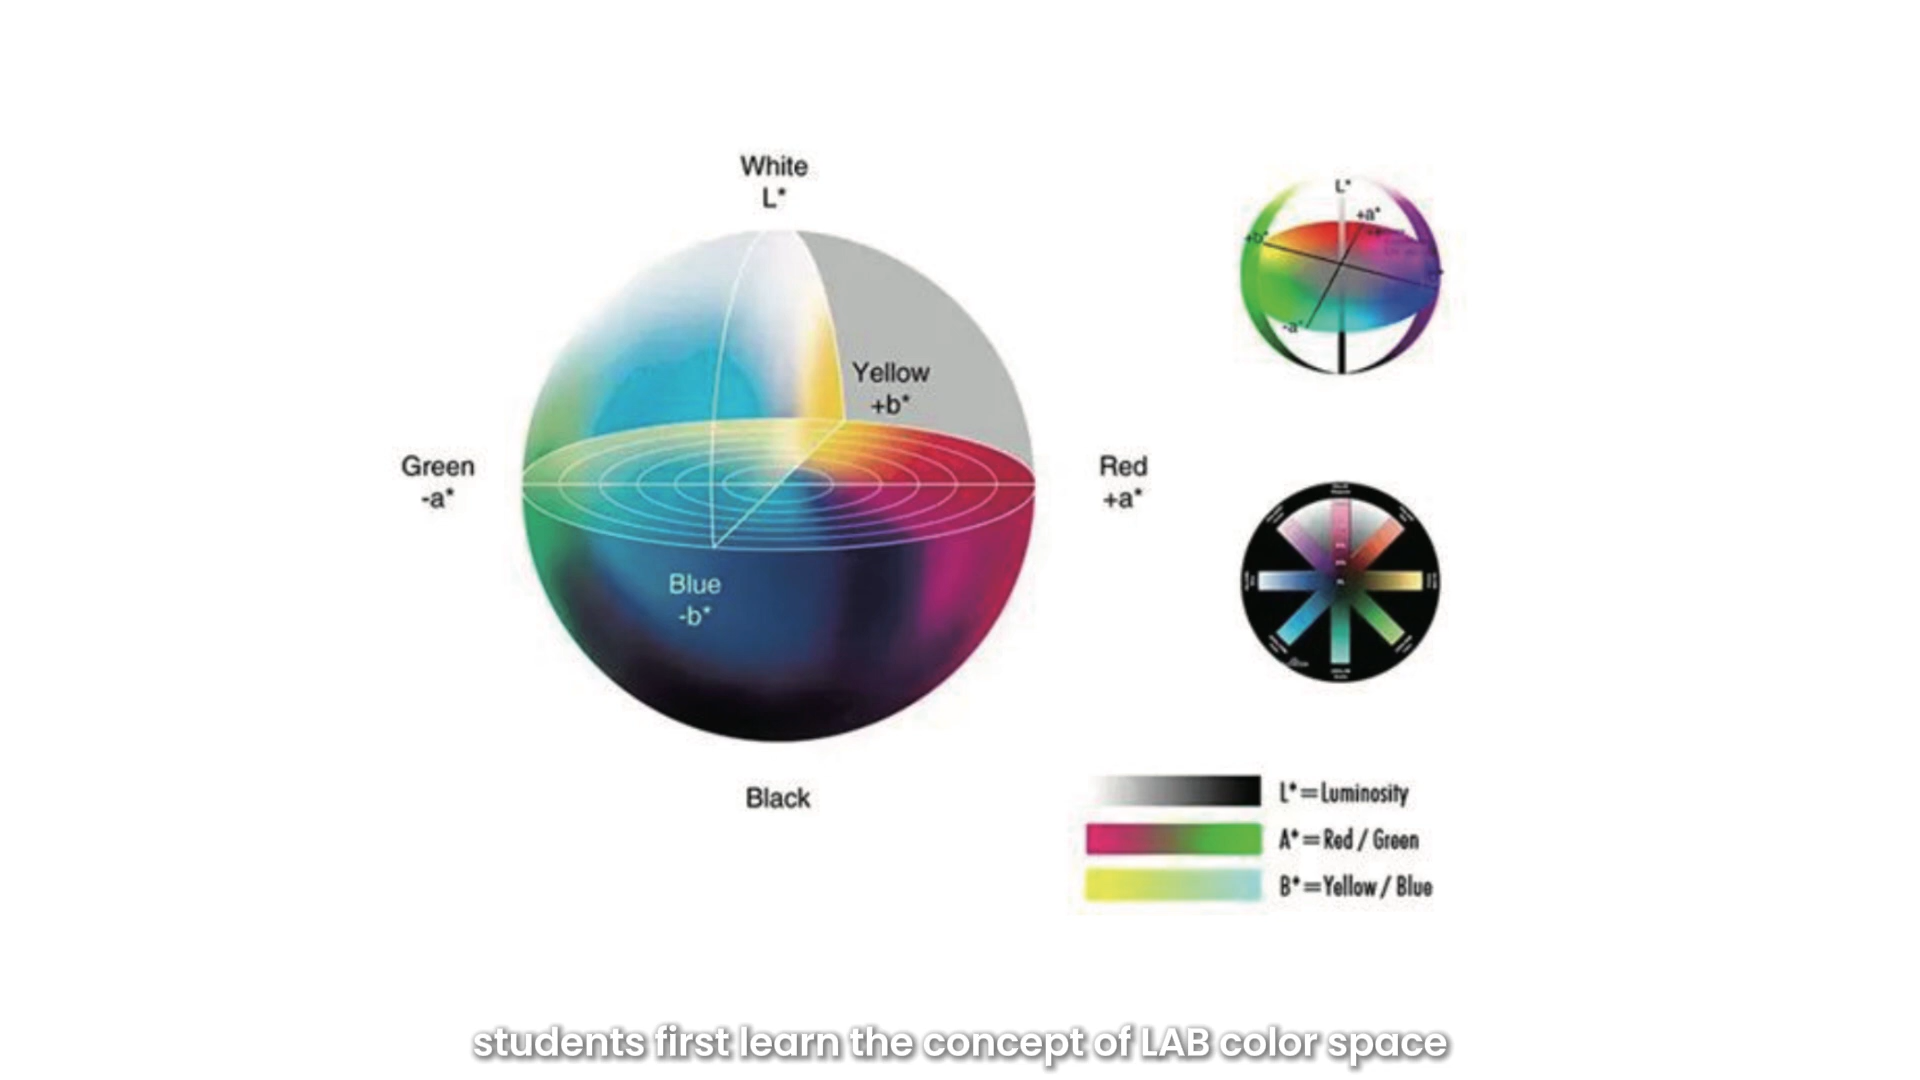 White
L*
Yellow
+b*
Green
-a*
Red
+a*
Blue
-b*
Black
L*
+a*
+b*
-a*
L*=Luminosity
A*=Red / Green
B*=Yellow / Blue
students first learn the concept of LAB color space